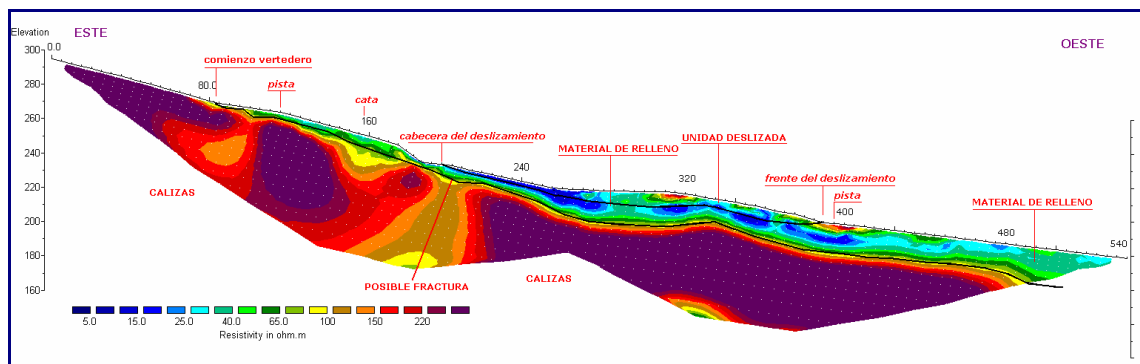 ESTE
OESTE
Elevation
0.0
300
280
260
240
220
200
180
160
comienzo vertedero
80.0
pista
cata
160
cabecera del deslizamiento
240
MATERIAL DE RELLENO
UNIDAD DESLIZADA
320
frente del deslizamiento
pista
400
MATERIAL DE RELLENO
480
540
CALIZAS
CALIZAS
POSIBLE FRACTURA
5.0 15.0 25.0 40.0 65.0 100 150 220
Resistivity in ohm.m